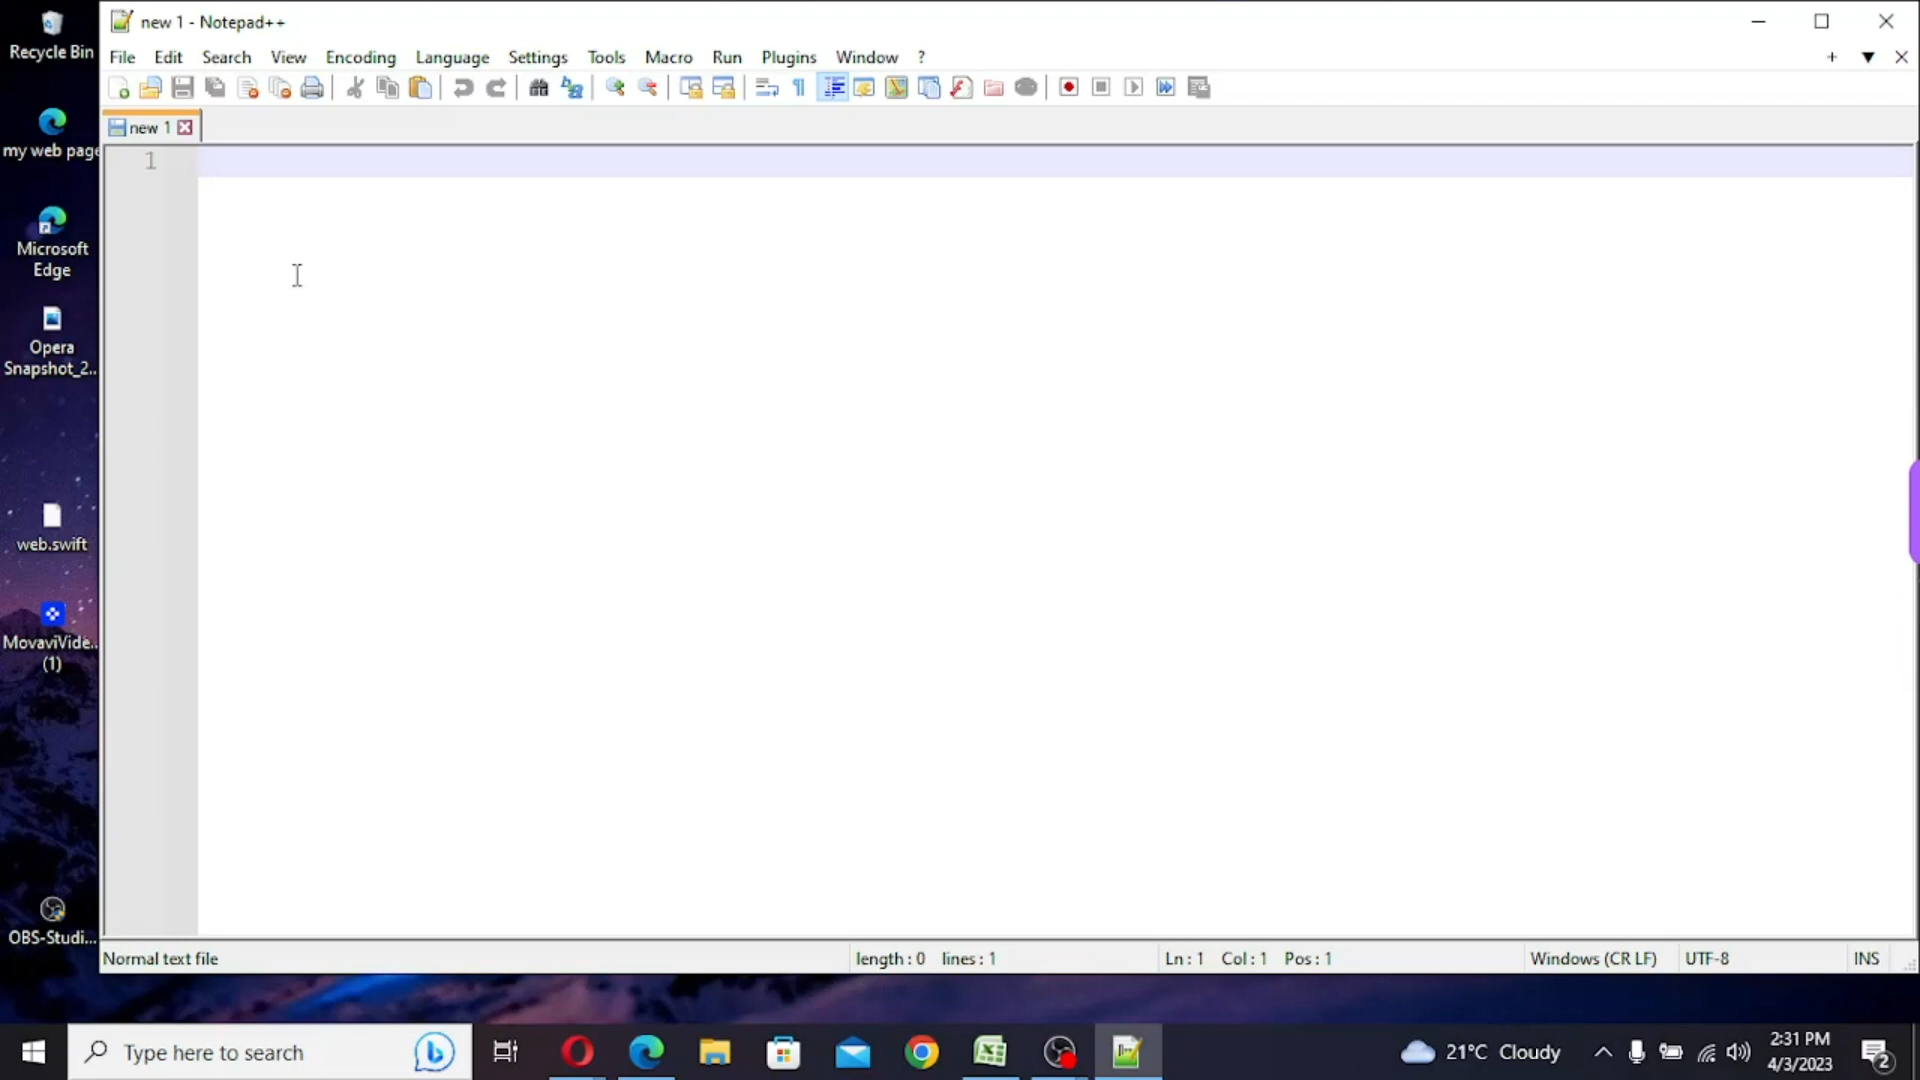 Recycle Bin
my web page
Microsoft
Edge
Opera
Snapshot_2...
web.swift
MovaviVide...
(1)
OBS-Studi...
new 1 - Notepad++
File Edit Search View Encoding Language Settings Tools Macro Run Plugins Window ?
new 1
1
Normal text file length : 0 lines : 1 Ln : 1 Col : 1 Pos : 1 Windows (CR LF) UTF-8 INS
Type here to search
21°C Cloudy
2:31 PM
4/3/2023
2